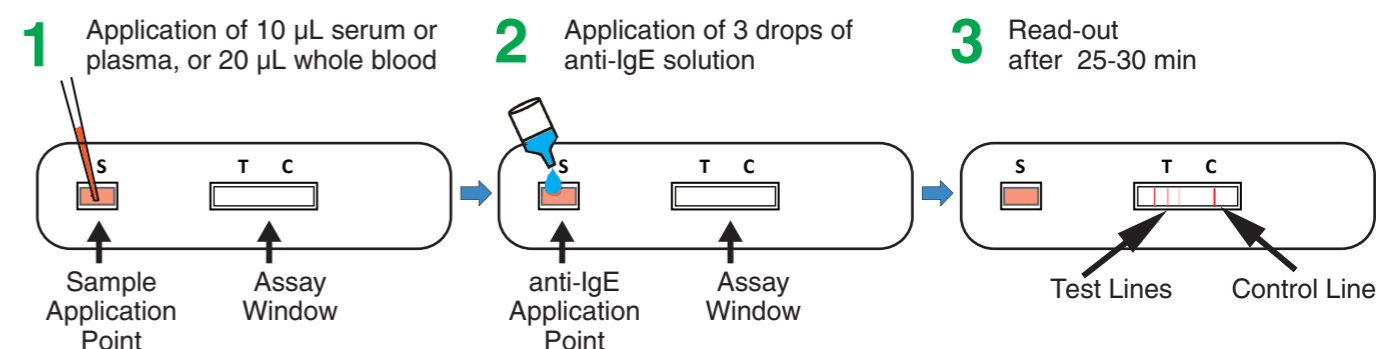 1
Application of 10 µL serum or
plasma, or 20 µL whole blood
S
T C
Sample
Application
Point
Assay
Window
2
Application of 3 drops of
anti-IgE solution
S
T C
anti-IgE
Application
Point
Assay
Window
3
Read-out
after 25-30 min
S
T C
Test Lines
Control Line